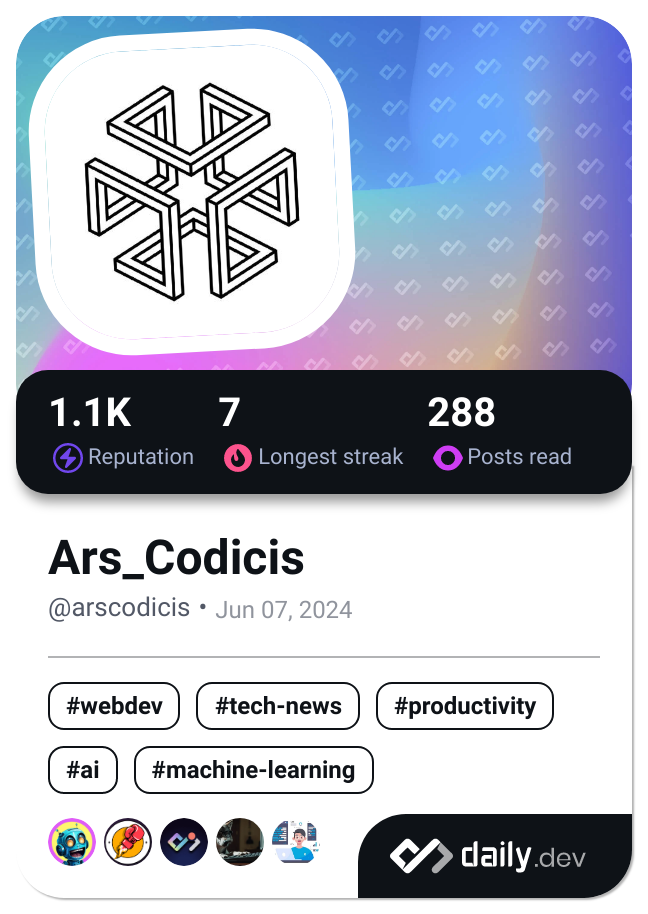 1.1K 7 288
Reputation Longest streak Posts read
Ars_Codicis
@arscodicis • Jun 07, 2024
#webdev #tech-news #productivity
#ai #machine-learning
daily.dev